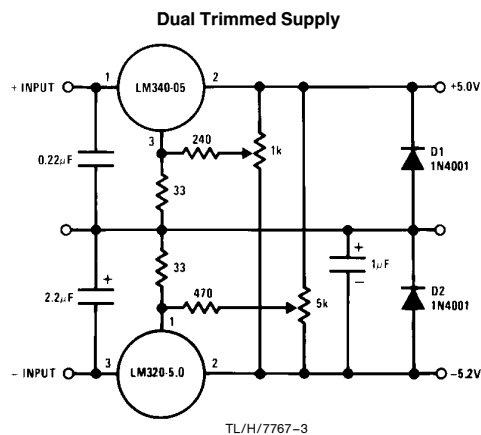 Dual Trimmed Supply
+ INPUT
1
LM340-05
2
+5.0V
3
240
1k
D1
1N4001
0.22μF
33
+
33
+
1μF
−
2.2μF
470
5k
D2
1N4001
1
− INPUT
3
LM320-5.0
2
−5.2V
TL/H/7767–3